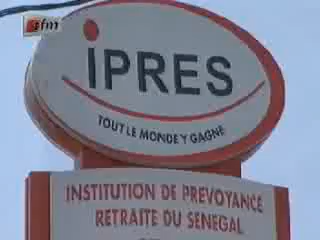 tfm
iPRES
TOUT LE MONDE Y GAGNE
INSTITUTION DE PREVOYANCE
RETRAITE DU SENEGAL